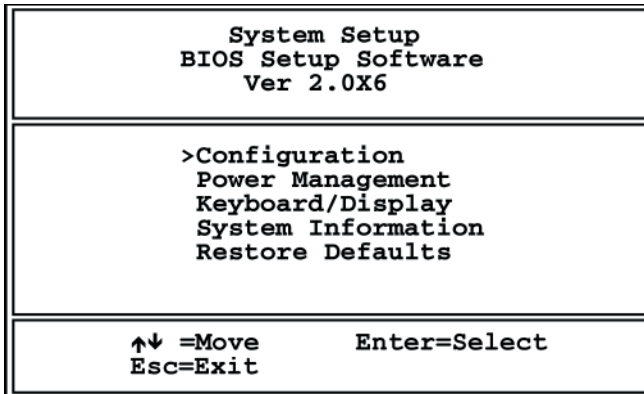 System Setup
BIOS Setup Software
Ver 2.0X6
>Configuration
Power Management
Keyboard/Display
System Information
Restore Defaults
↑↓ =Move Enter=Select
Esc=Exit